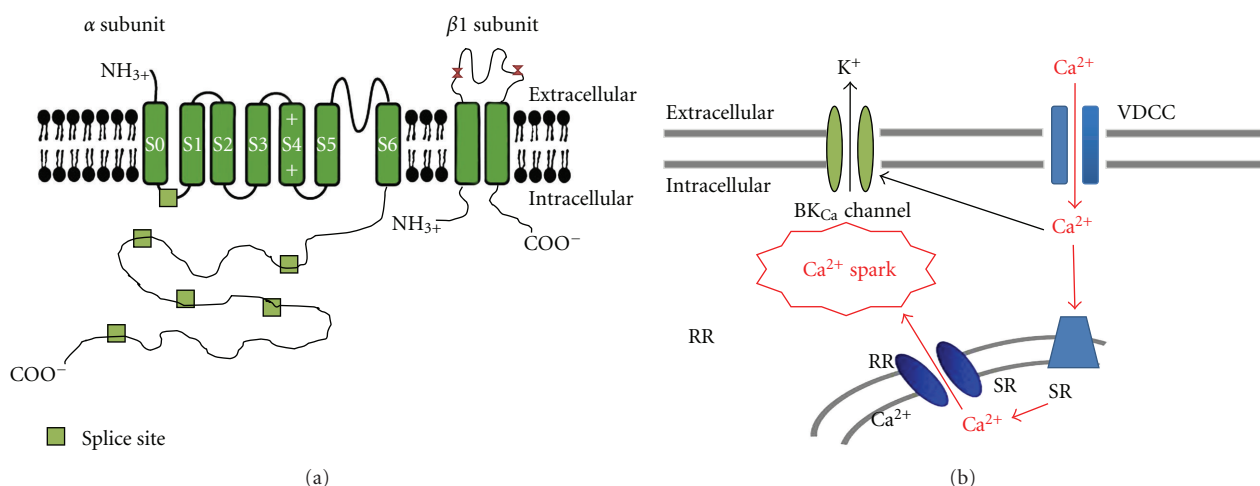 α subunit
β1 subunit
NH₃₊
Extracellular
S0
S1
S2
S3
+
S4
+
S5
S6
Intracellular
NH₃₊
COO⁻
COO⁻
Splice site
(a)
K⁺
Ca²⁺
VDCC
Extracellular
Intracellular
BK_Ca channel
Ca²⁺
Ca²⁺ spark
RR
RR
SR
SR
Ca²⁺
Ca²⁺
(b)